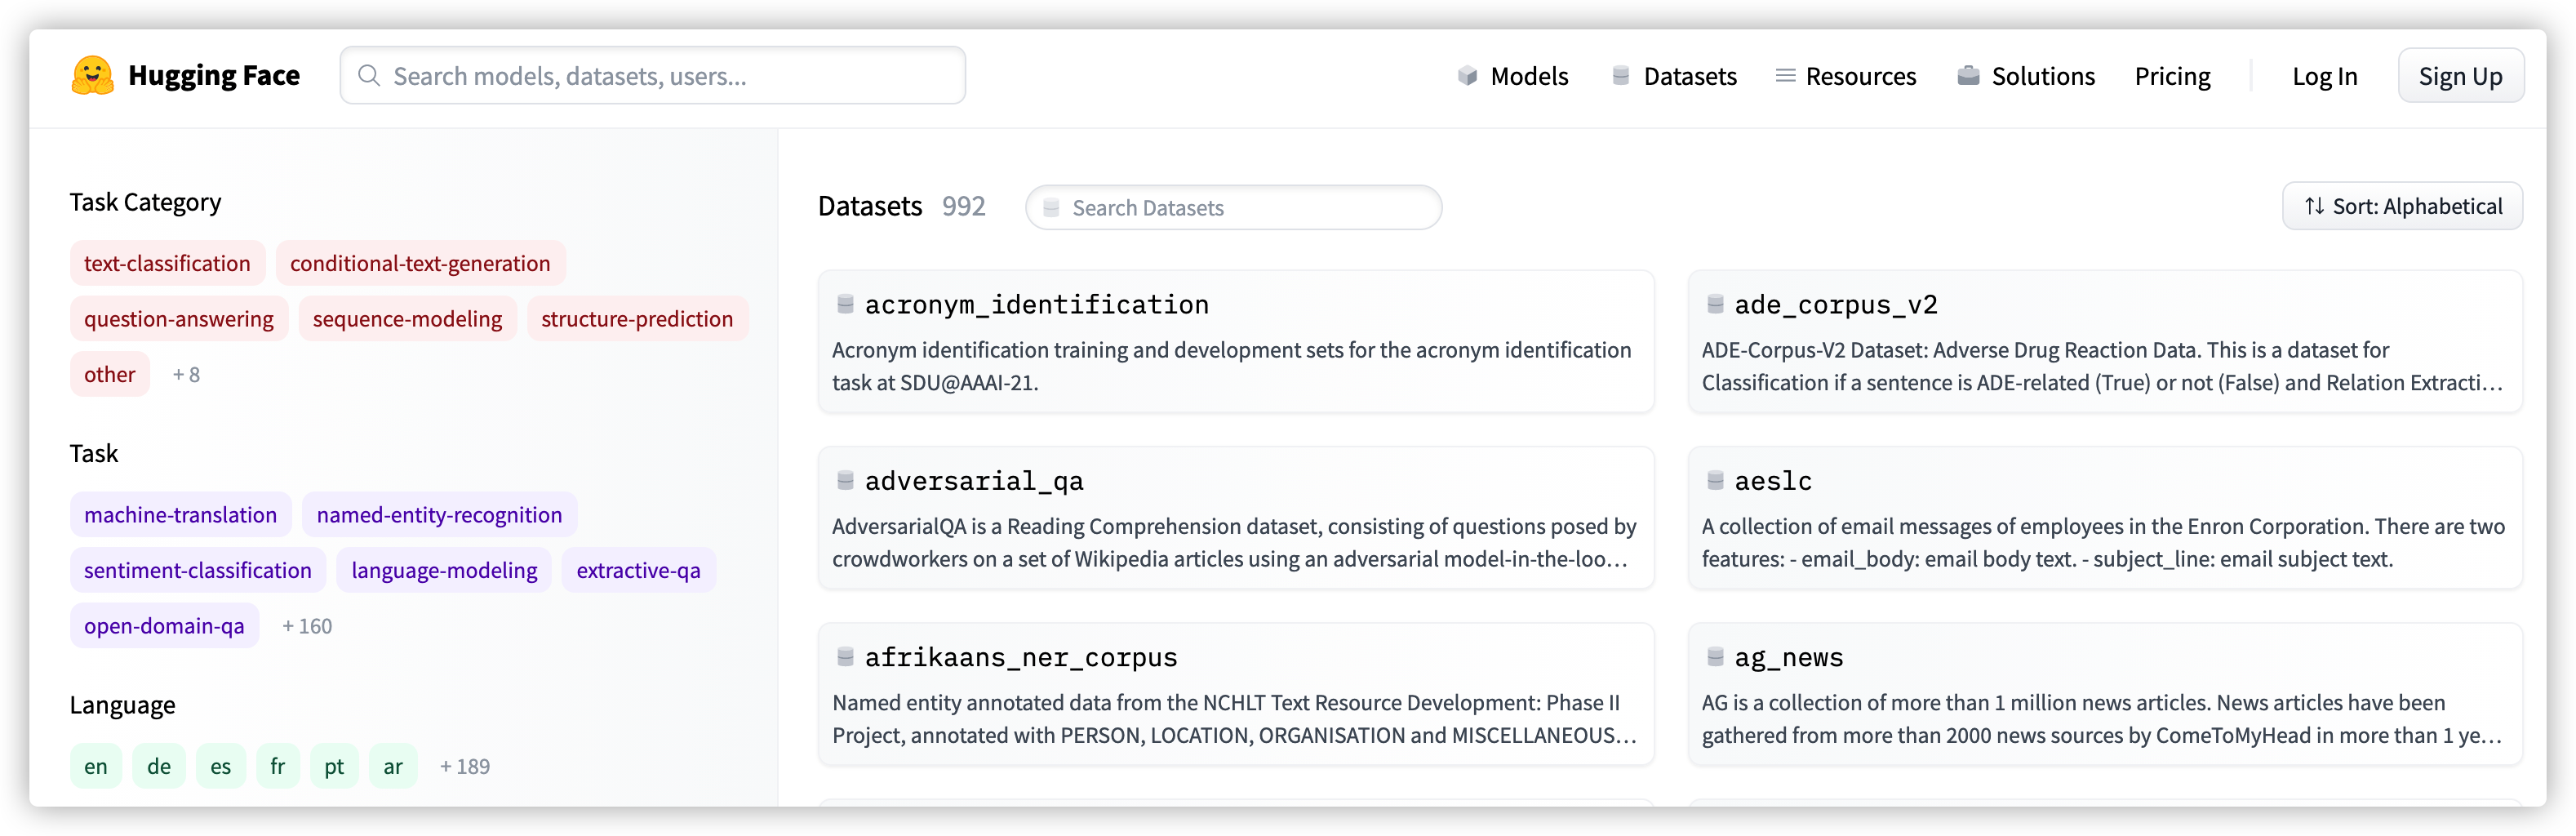 Hugging Face
Search models, datasets, users...
Models
Datasets
Resources
Solutions
Pricing
Log In
Sign Up
Task Category
text-classification conditional-text-generation
question-answering sequence-modeling structure-prediction
other + 8
Task
machine-translation named-entity-recognition
sentiment-classification language-modeling extractive-qa
open-domain-qa + 160
Language
en de es fr pt ar + 189
Datasets 992
Search Datasets
Sort: Alphabetical
acronym_identification
Acronym identification training and development sets for the acronym identification
task at SDU@AAAI-21.
ade_corpus_v2
ADE-Corpus-V2 Dataset: Adverse Drug Reaction Data. This is a dataset for
Classification if a sentence is ADE-related (True) or not (False) and Relation Extracti…
adversarial_qa
AdversarialQA is a Reading Comprehension dataset, consisting of questions posed by
crowdworkers on a set of Wikipedia articles using an adversarial model-in-the-loo…
aeslc
A collection of email messages of employees in the Enron Corporation. There are two
features: - email_body: email body text. - subject_line: email subject text.
afrikaans_ner_corpus
Named entity annotated data from the NCHLT Text Resource Development: Phase II
Project, annotated with PERSON, LOCATION, ORGANISATION and MISCELLANEOUS…
ag_news
AG is a collection of more than 1 million news articles. News articles have been
gathered from more than 2000 news sources by ComeToMyHead in more than 1 ye…